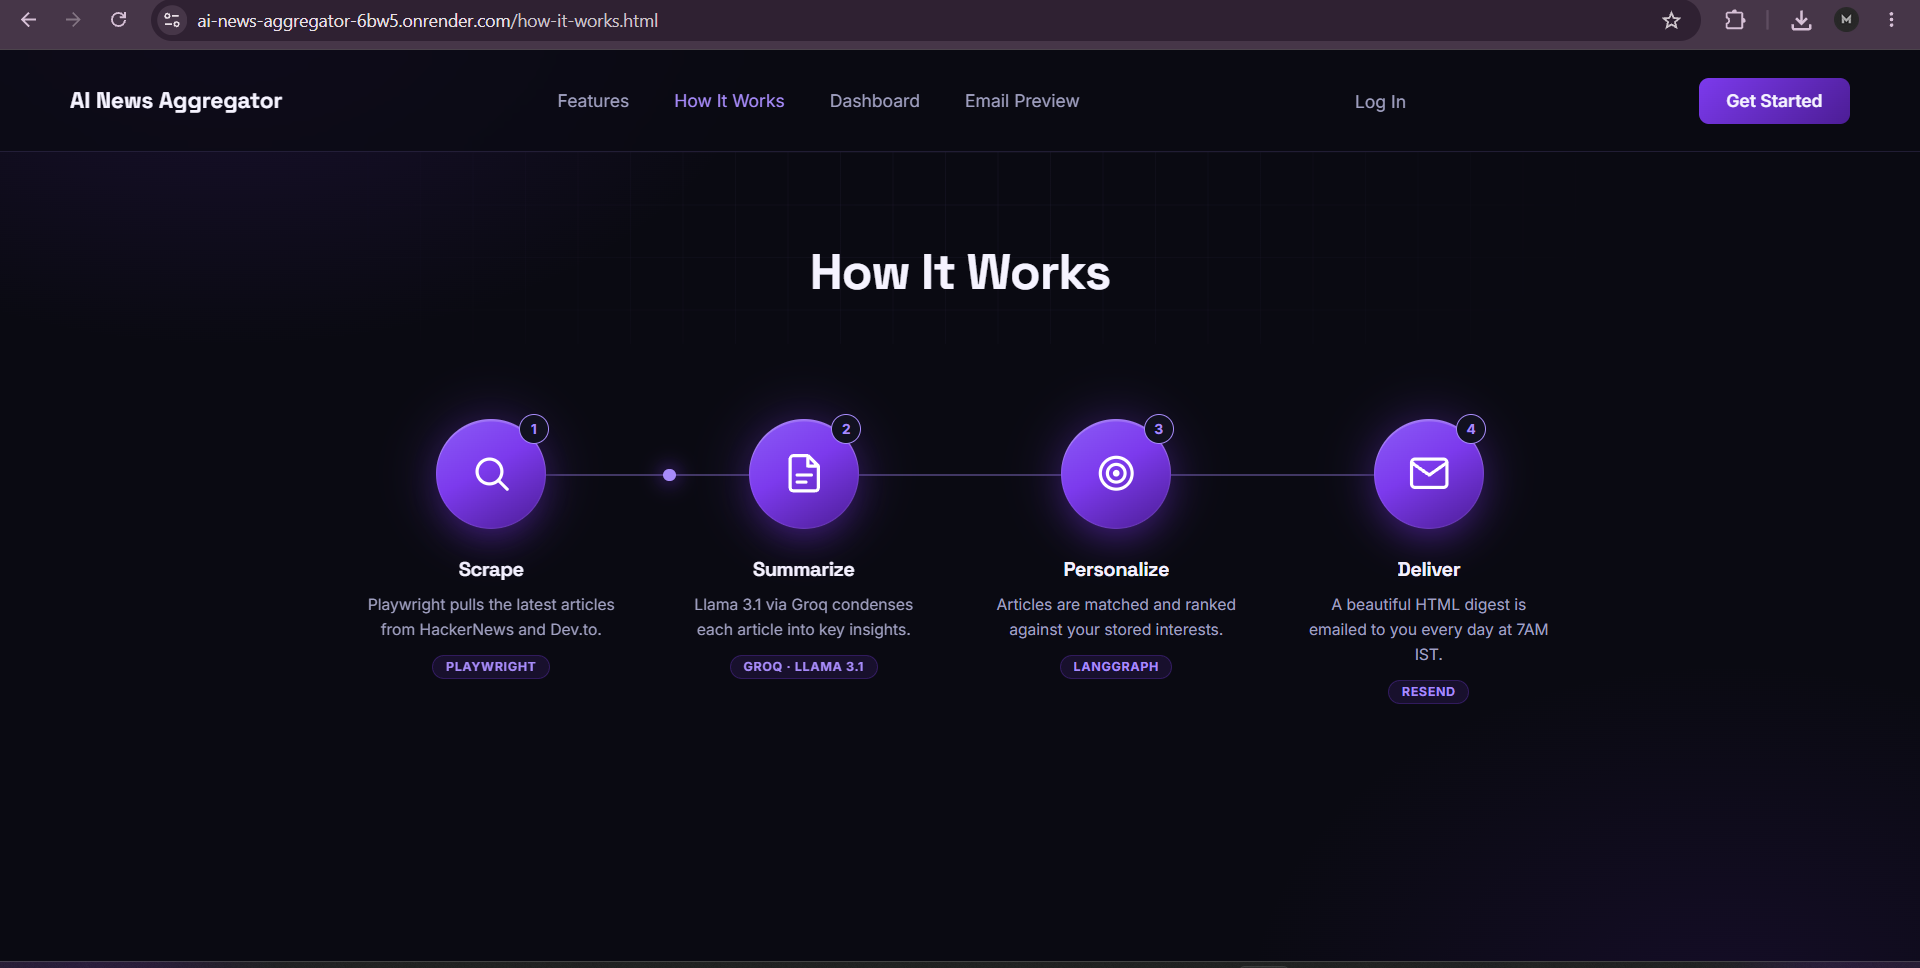 ai-news-aggregator-6bw5.onrender.com/how-it-works.html
M
AI News Aggregator
Features
How It Works
Dashboard
Email Preview
Log In
Get Started
How It Works
1
2
3
4
Scrape
Playwright pulls the latest articles
from HackerNews and Dev.to.
PLAYWRIGHT
Summarize
Llama 3.1 via Groq condenses
each article into key insights.
GROQ · LLAMA 3.1
Personalize
Articles are matched and ranked
against your stored interests.
LANGGRAPH
Deliver
A beautiful HTML digest is
emailed to you every day at 7AM
IST.
RESEND